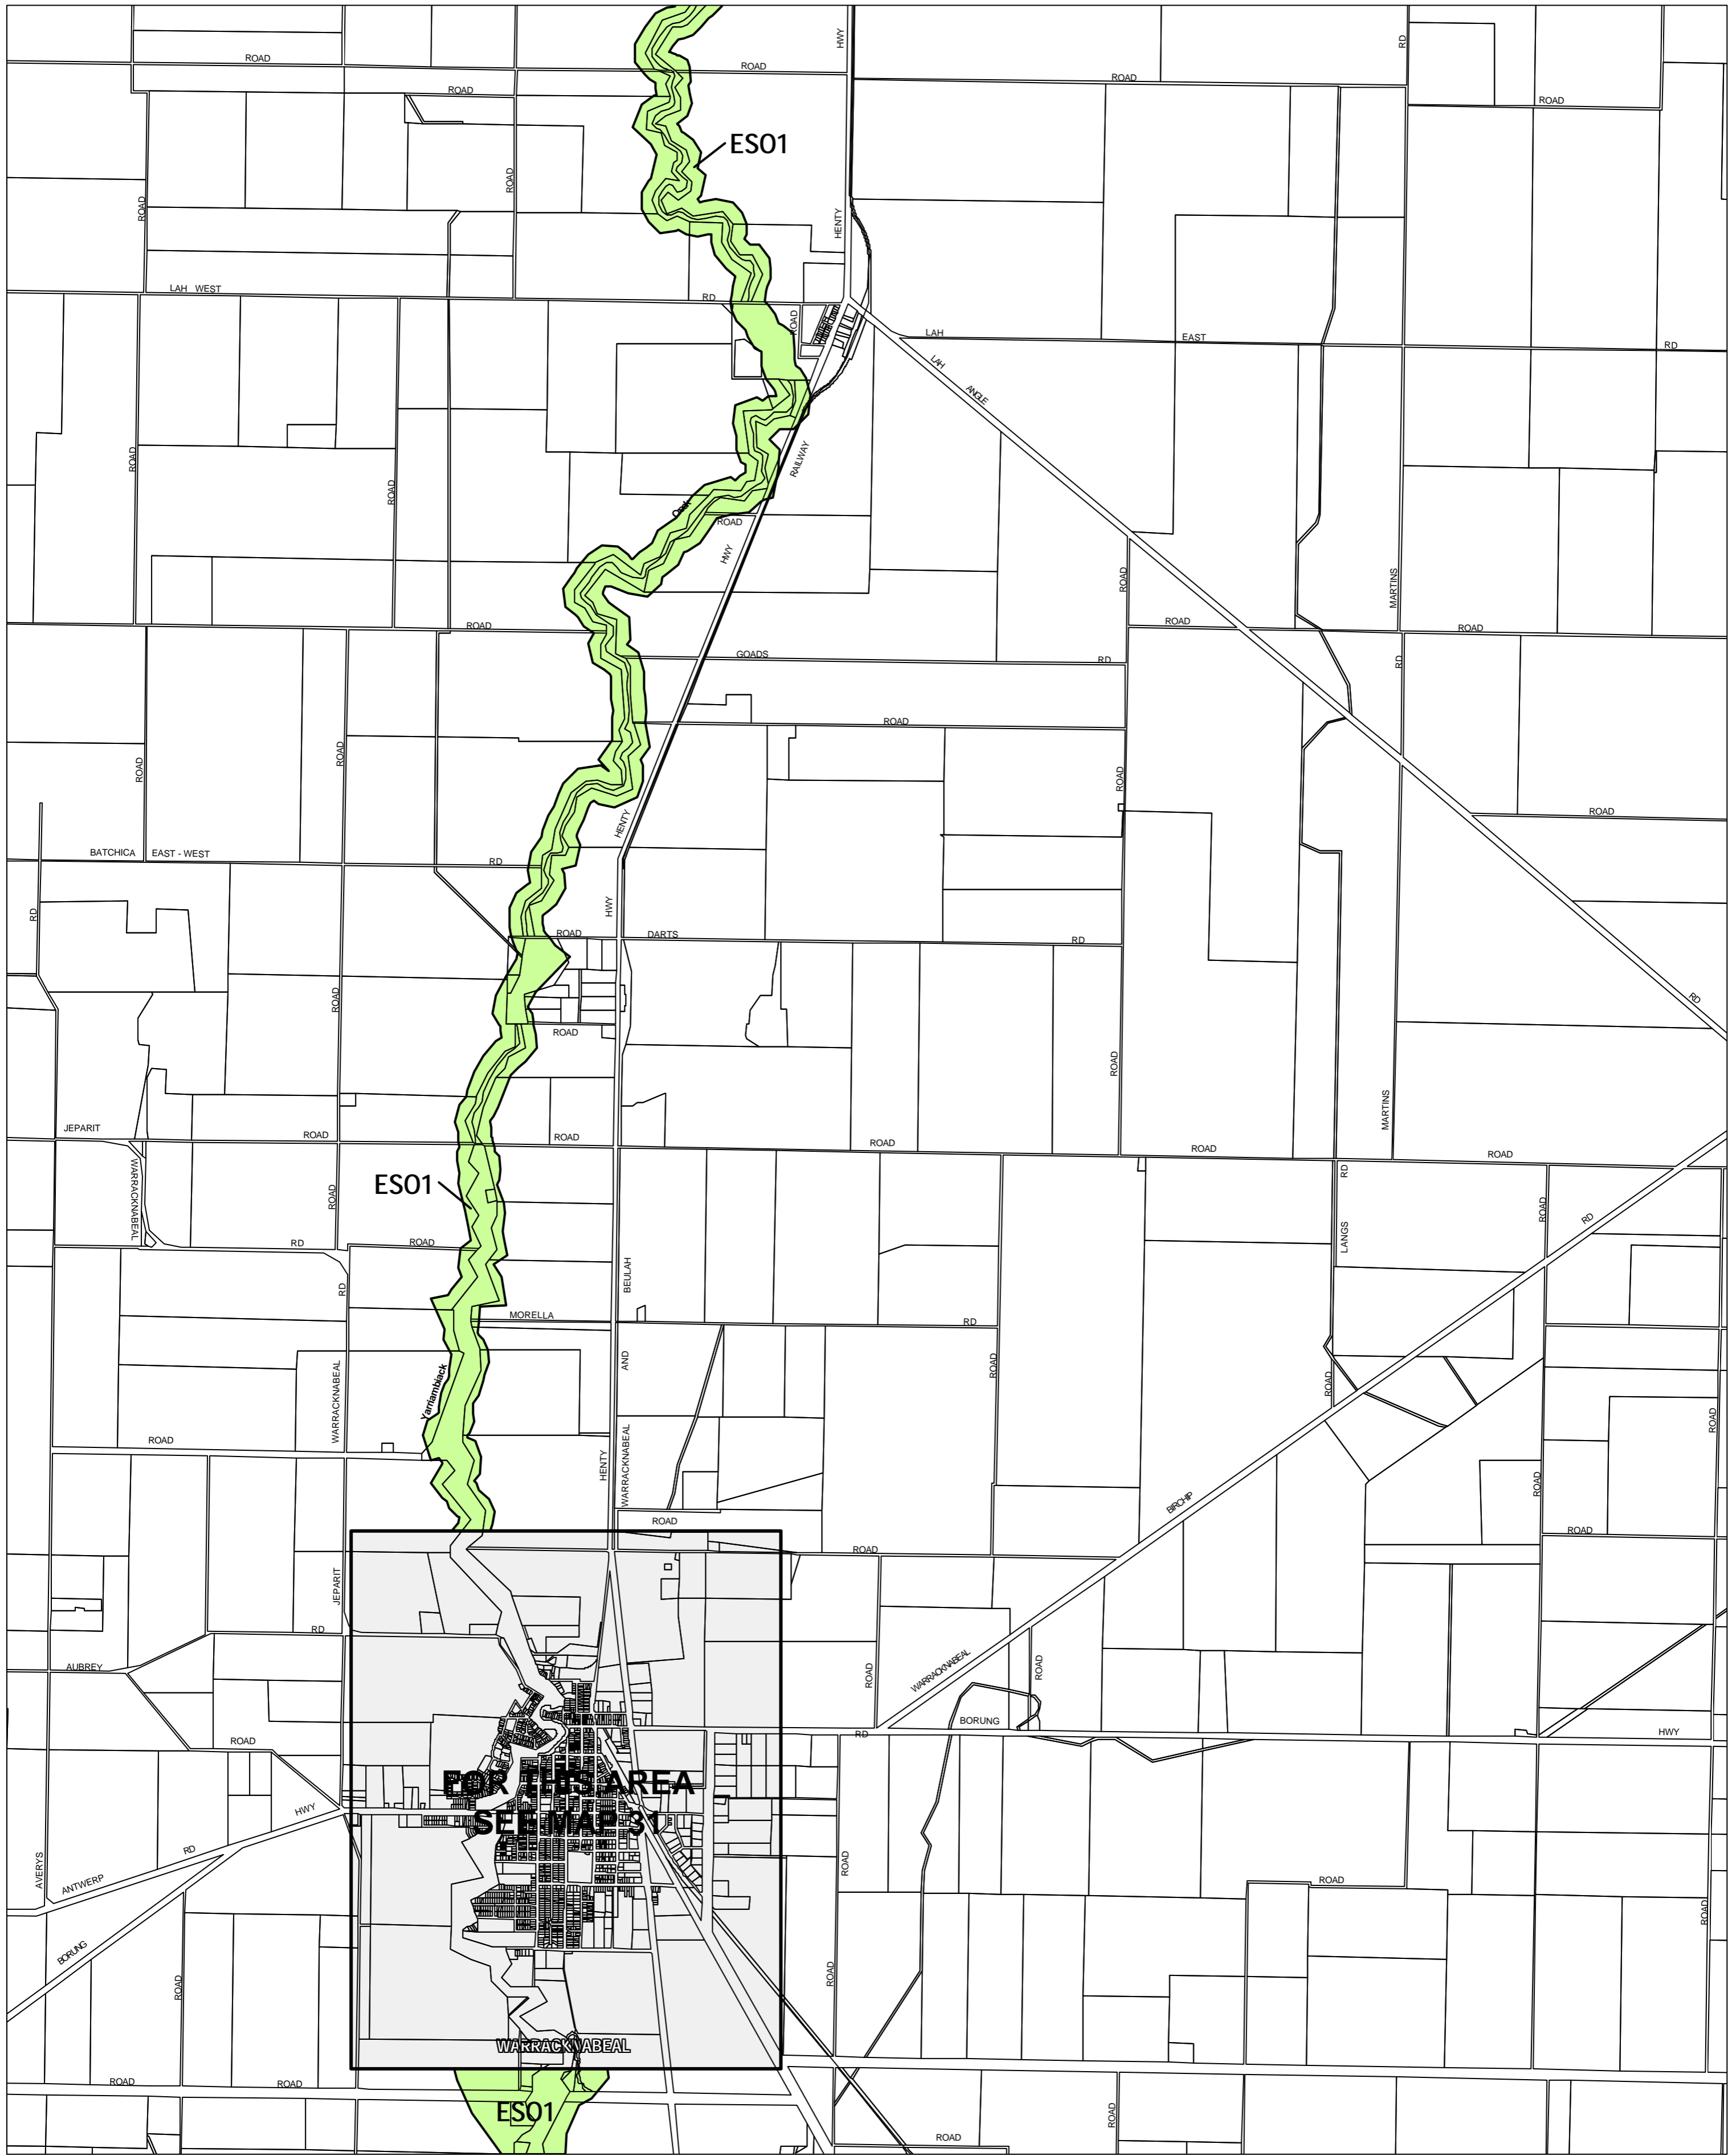 HWY
RD
ROAD
ROAD
ROAD
ROAD
ROAD
ESO1
ROAD
ROAD
HENTY
LAH WEST
RD
ROAD
LAH
EAST
RD
LAH
ANGLE
ROAD
ROAD
RAILWAY
Creek
ROAD
HWY
ROAD
MARTINS
ROAD
ROAD
ROAD
GOADS
RD
RD
ROAD
ROAD
ROAD
ROAD
ROAD
HENTY
BATCHICA
EAST - WEST
RD
RD
HWY
ROAD
DARTS
RD
ROAD
RD
ROAD
ROAD
MARTINS
JEPARIT
ROAD
ROAD
ROAD
ROAD
ROAD
WARRACKNABEAL
ROAD
ESO1
RD
ROAD
RD
ROAD
RD
LANGS
RD
BEULAH
RD
MORELLA
RD
AND
ROAD
ROAD
WARRACKNABEAL
Yarriambiack
ROAD
ROAD
HENTY
WARRACKNABEAL
BIRCHIP
ROAD
ROAD
ROAD
ROAD
JEPARIT
RD
AUBREY
ROAD
WARRACKNABEAL
ROAD
BORUNG
RD
HWY
ROAD
FOR THIS AREA
SEE MAP 31
HWY
RD
AVERYS
ANTWERP
ROAD
ROAD
BORUNG
ROAD
ROAD
ROAD
WARRACKNABEAL
ROAD
ROAD
ESO1
ROAD
ROAD